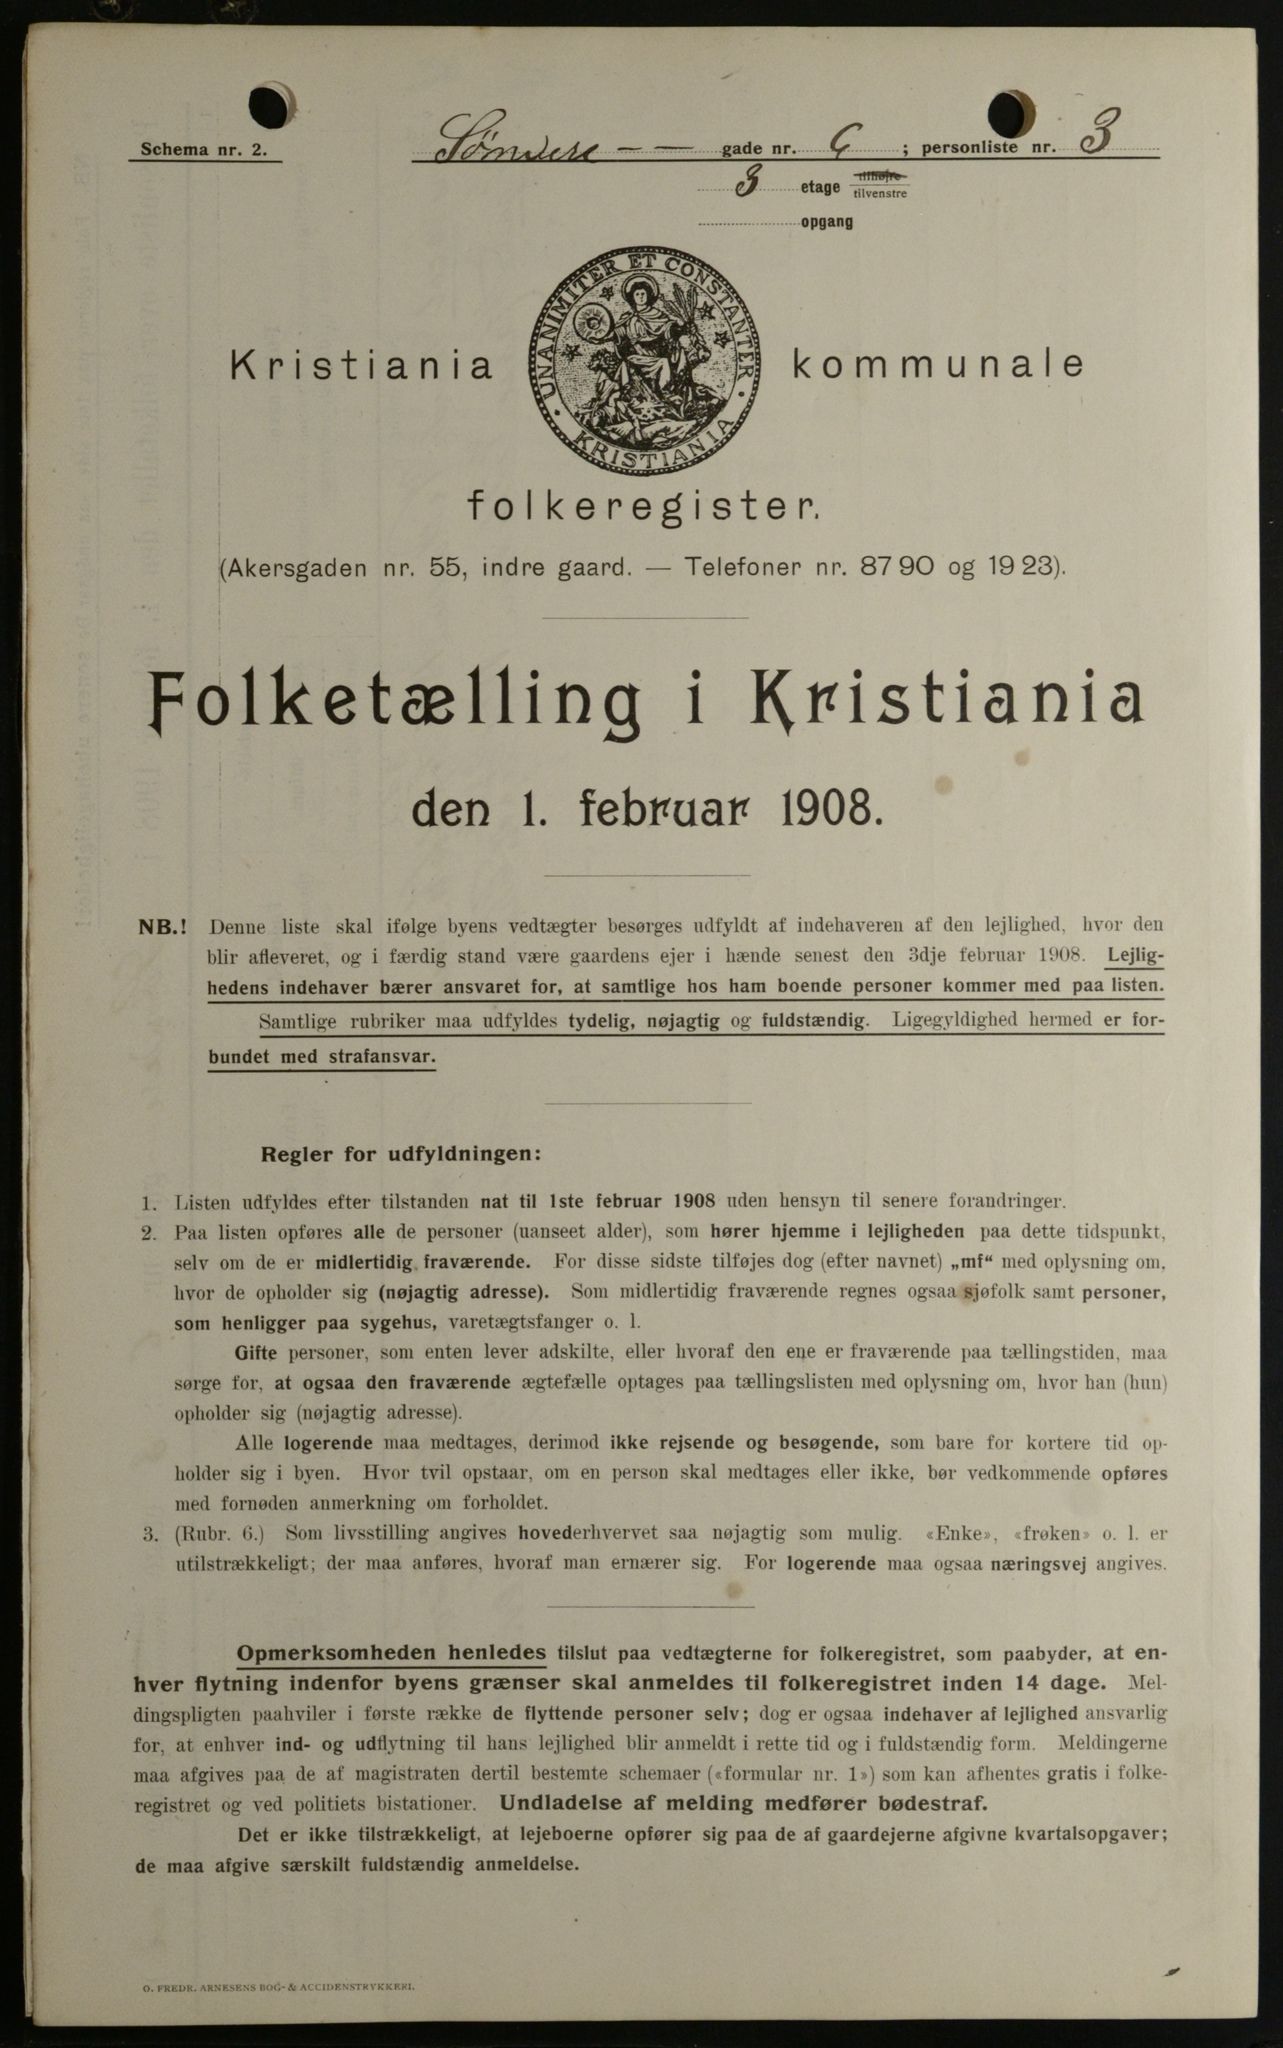 Schema nr. 2.
Søndre - - gade nr. 6 ; personliste nr. 3
3 etage tilhøjre
tilvenstre
opgang
UNANIMITER ET CONSTANTER
KRISTIANIA
Kristiania kommunale
folkeregister.
(Akersgaden nr. 55, indre gaard. — Telefoner nr. 87 90 og 19 23).
Folketælling i Kristiania
den 1. februar 1908.
NB.! Denne liste skal ifølge byens vedtægter besørges udfyldt af indehaveren af den lejlighed, hvor den
blir afleveret, og i færdig stand være gaardens ejer i hænde senest den 3dje februar 1908. Lejlig-
hedens indehaver bærer ansvaret for, at samtlige hos ham boende personer kommer med paa listen.
Samtlige rubriker maa udfyldes tydelig, nøjagtig og fuldstændig. Ligegyldighed hermed er for-
bundet med strafansvar.
Regler for udfyldningen:
1. Listen udfyldes efter tilstanden nat til 1ste februar 1908 uden hensyn til senere forandringer.
2. Paa listen opføres alle de personer (uanseet alder), som hører hjemme i lejligheden paa dette tidspunkt,
selv om de er midlertidig fraværende. For disse sidste tilføjes dog (efter navnet) „mf“ med oplysning om,
hvor de opholder sig (nøjagtig adresse). Som midlertidig fraværende regnes ogsaa sjøfolk samt personer,
som henligger paa sygehus, varetægtsfanger o. l.
Gifte personer, som enten lever adskilte, eller hvoraf den ene er fraværende paa tællingstiden, maa
sørge for, at ogsaa den fraværende ægtefælle optages paa tællingslisten med oplysning om, hvor han (hun)
opholder sig (nøjagtig adresse).
Alle logerende maa medtages, derimod ikke rejsende og besøgende, som bare for kortere tid op-
holder sig i byen. Hvor tvil opstaar, om en person skal medtages eller ikke, bør vedkommende opføres
med fornøden anmerkning om forholdet.
3. (Rubr. 6.) Som livsstilling angives hovederhvervet saa nøjagtig som mulig. «Enke», «frøken» o. l. er
utilstrækkeligt; der maa anføres, hvoraf man ernærer sig. For logerende maa ogsaa næringsvej angives.
Opmerksomheden henledes tilslut paa vedtægterne for folkeregistret, som paabyder, at en-
hver flytning indenfor byens grænser skal anmeldes til folkeregistret inden 14 dage. Mel-
dingspligten paahviler i første række de flyttende personer selv; dog er ogsaa indehaver af lejlighed ansvarlig
for, at enhver ind- og udflytning til hans lejlighed blir anmeldt i rette tid og i fuldstændig form. Meldingerne
maa afgives paa de af magistraten dertil bestemte schemaer («formular nr. 1») som kan afhentes gratis i folke-
registret og ved politiets bistationer. Undladelse af melding medfører bødestraf.
Det er ikke tilstrækkeligt, at lejeboerne opfører sig paa de af gaardejerne afgivne kvartalsopgaver;
de maa afgive særskilt fuldstændig anmeldelse.
O. FREDR. ARNESENS BOG- & ACCIDENSTRYKKERI.